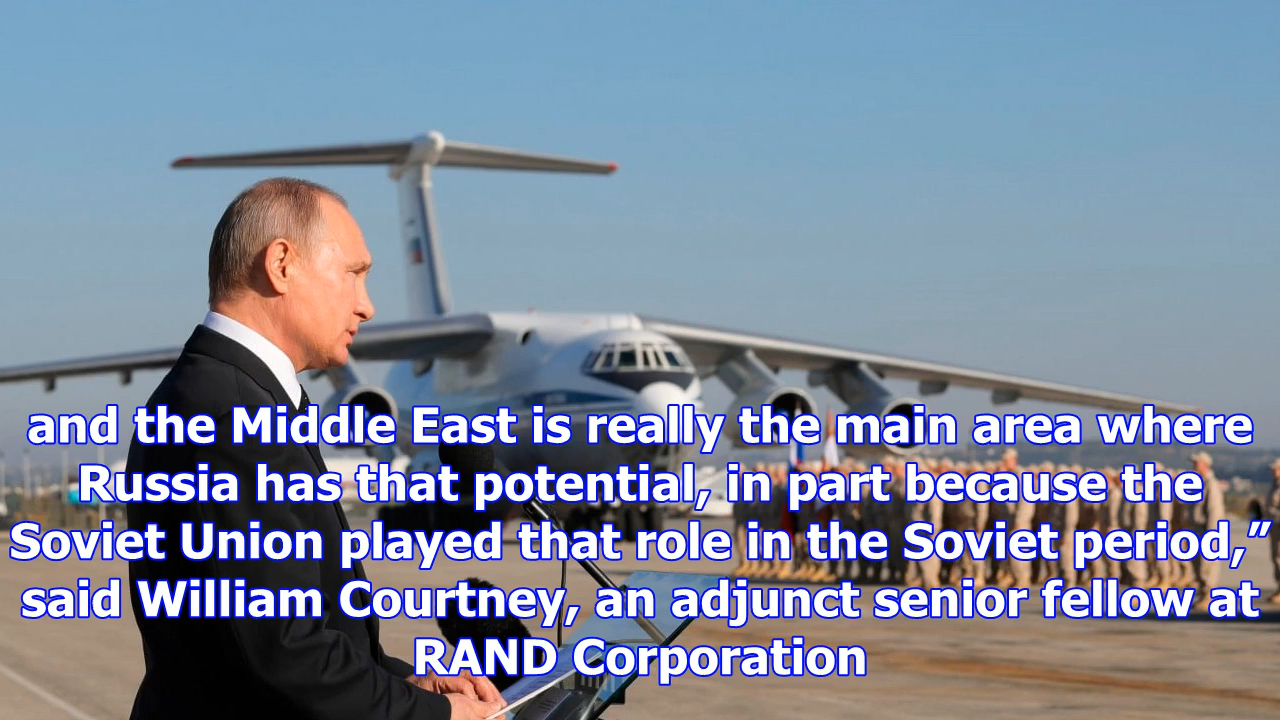 and the Middle East is really the main area where
Russia has that potential, in part because the
Soviet Union played that role in the Soviet period,”
said William Courtney, an adjunct senior fellow at
RAND Corporation